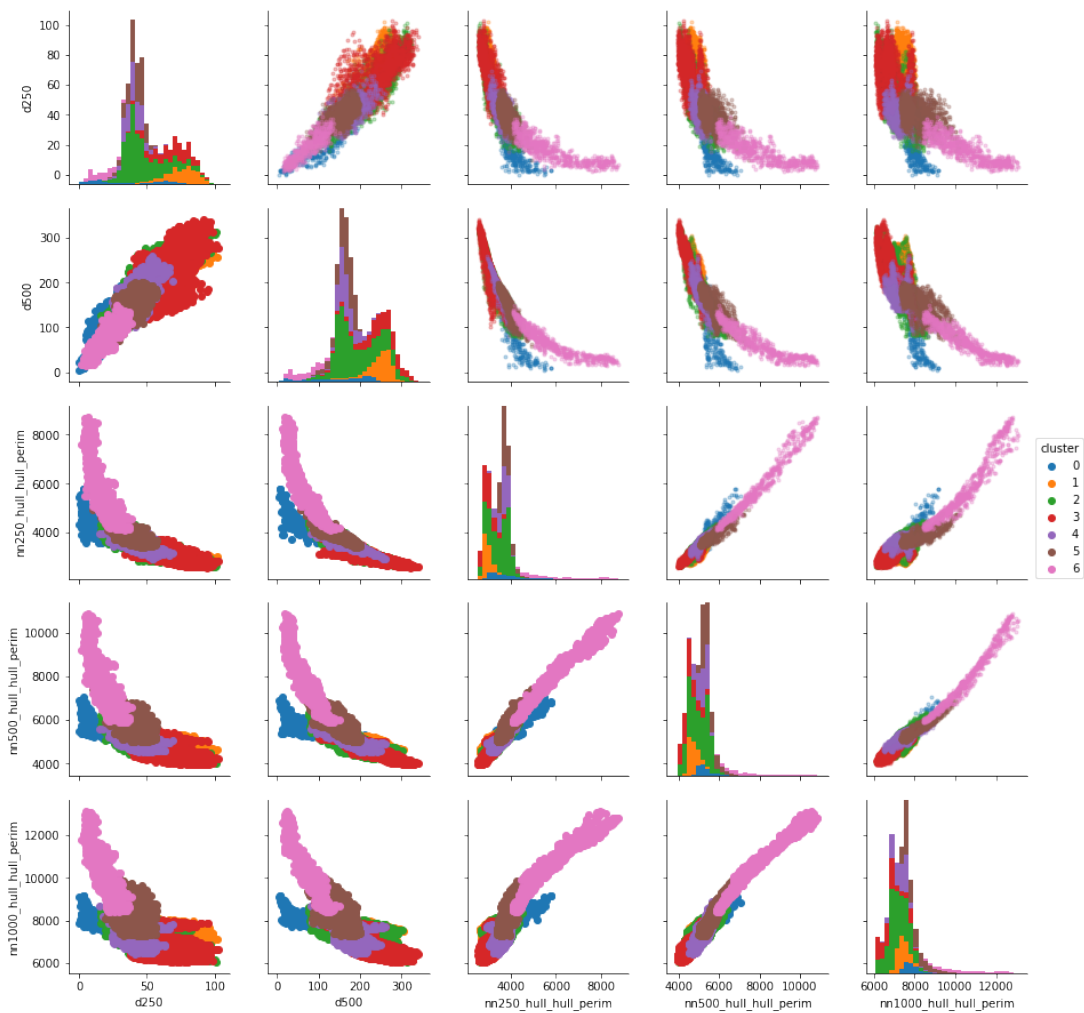 d250
100
80
60
40
20
0
d500
300
200
100
0
nn250_hull_hull_perim
8000
6000
4000
cluster
0
1
2
3
4
5
6
nn500_hull_hull_perim
10000
8000
6000
4000
nn1000_hull_hull_perim
12000
10000
8000
6000
0 50 100
0 100 200 300
4000 6000 8000
4000 6000 8000 10000
6000 8000 10000 12000
d250
d500
nn250_hull_hull_perim
nn500_hull_hull_perim
nn1000_hull_hull_perim